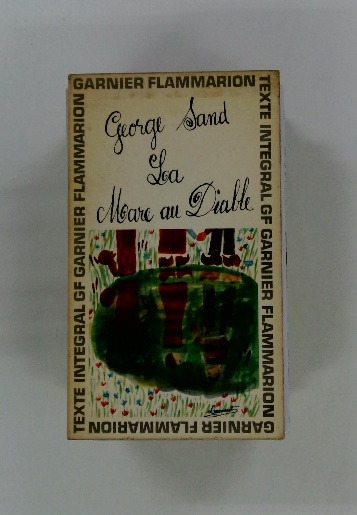 GARNIER FLAMMARION
TEXTE INTEGRAL GF GARNIER FLAMMARION
George Sand
La
Mare au Diable
TEXTE INTEGRAL GF GARNIER FLAMMARION
GARNIER FLAMMARION